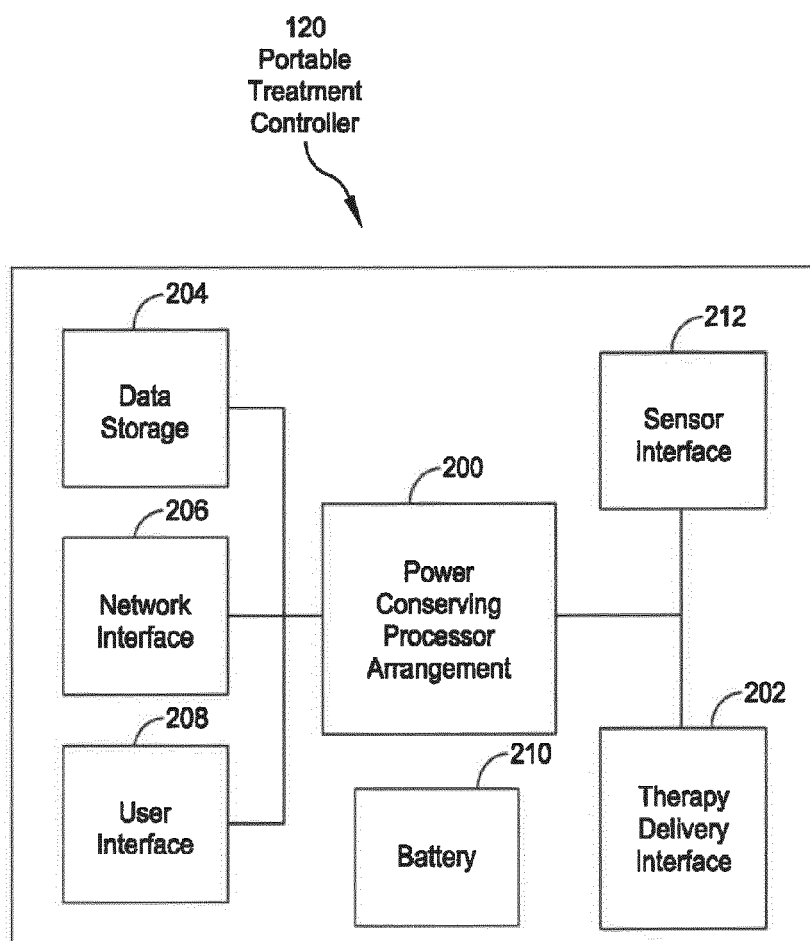 120
Portable
Treatment
Controller
204
Data
Storage
212
Sensor
Interface
200
Power
Conserving
Processor
Arrangement
206
Network
Interface
208
User
Interface
210
Battery
202
Therapy
Delivery
Interface